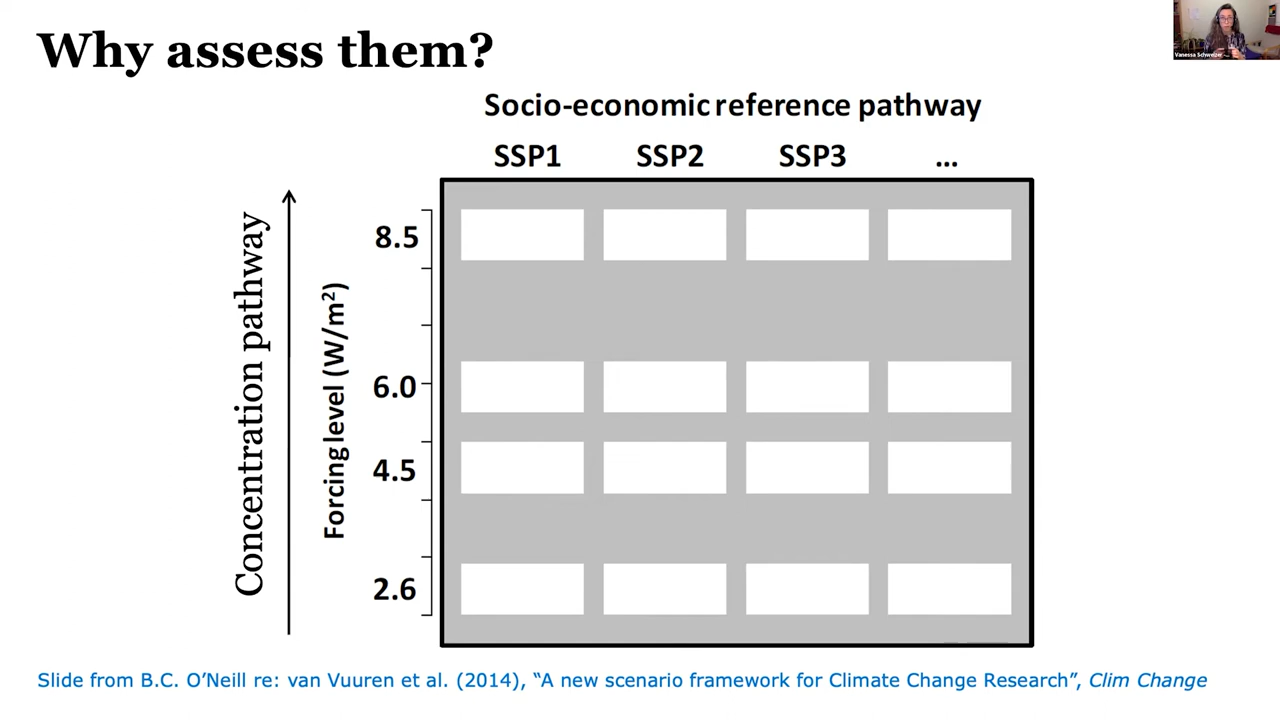 Why assess them?
Vanessa Schweizer
Socio-economic reference pathway
SSP1 SSP2 SSP3 ...
Concentration pathway
Forcing level (W/m²)
8.5
6.0
4.5
2.6
Slide from B.C. O’Neill re: van Vuuren et al. (2014), “A new scenario framework for Climate Change Research”, Clim Change